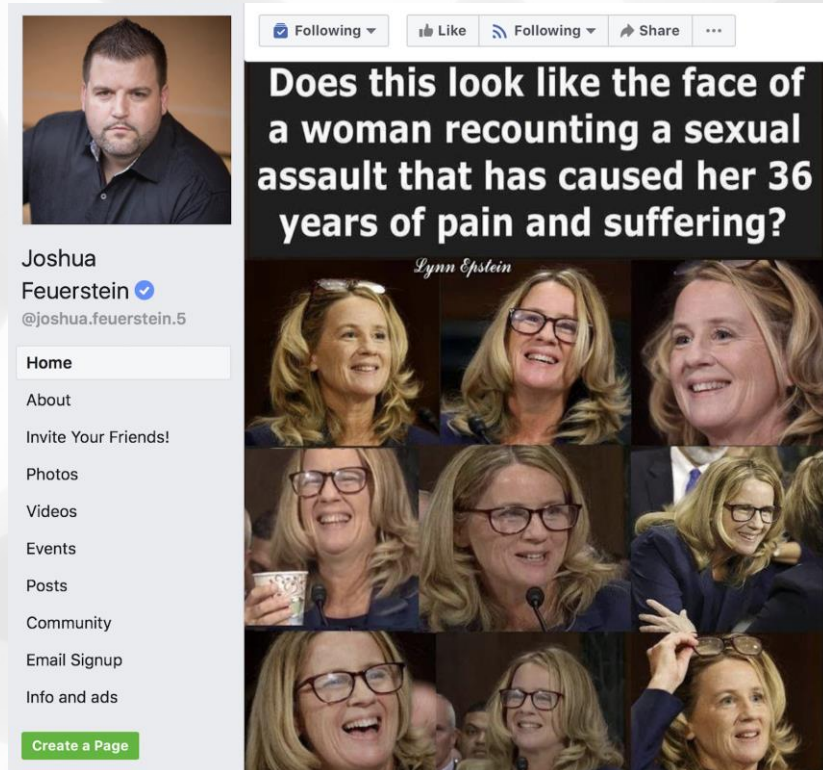 Following
Like
Following
Share
Does this look like the face of
a woman recounting a sexual
assault that has caused her 36
years of pain and suffering?
Lynn Epstein
Joshua
Feuerstein
@joshua.feuerstein.5
Home
About
Invite Your Friends!
Photos
Videos
Events
Posts
Community
Email Signup
Info and ads
Create a Page